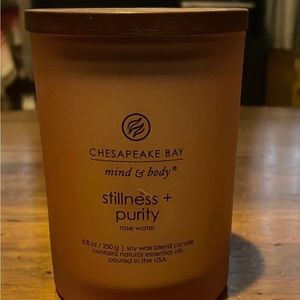 CHESAPEAKE BAY
mind & body®
stillness +
purity
rose water
8.8 oz / 250 g | soy wax blend candle
contains natural essential oils
poured in the USA